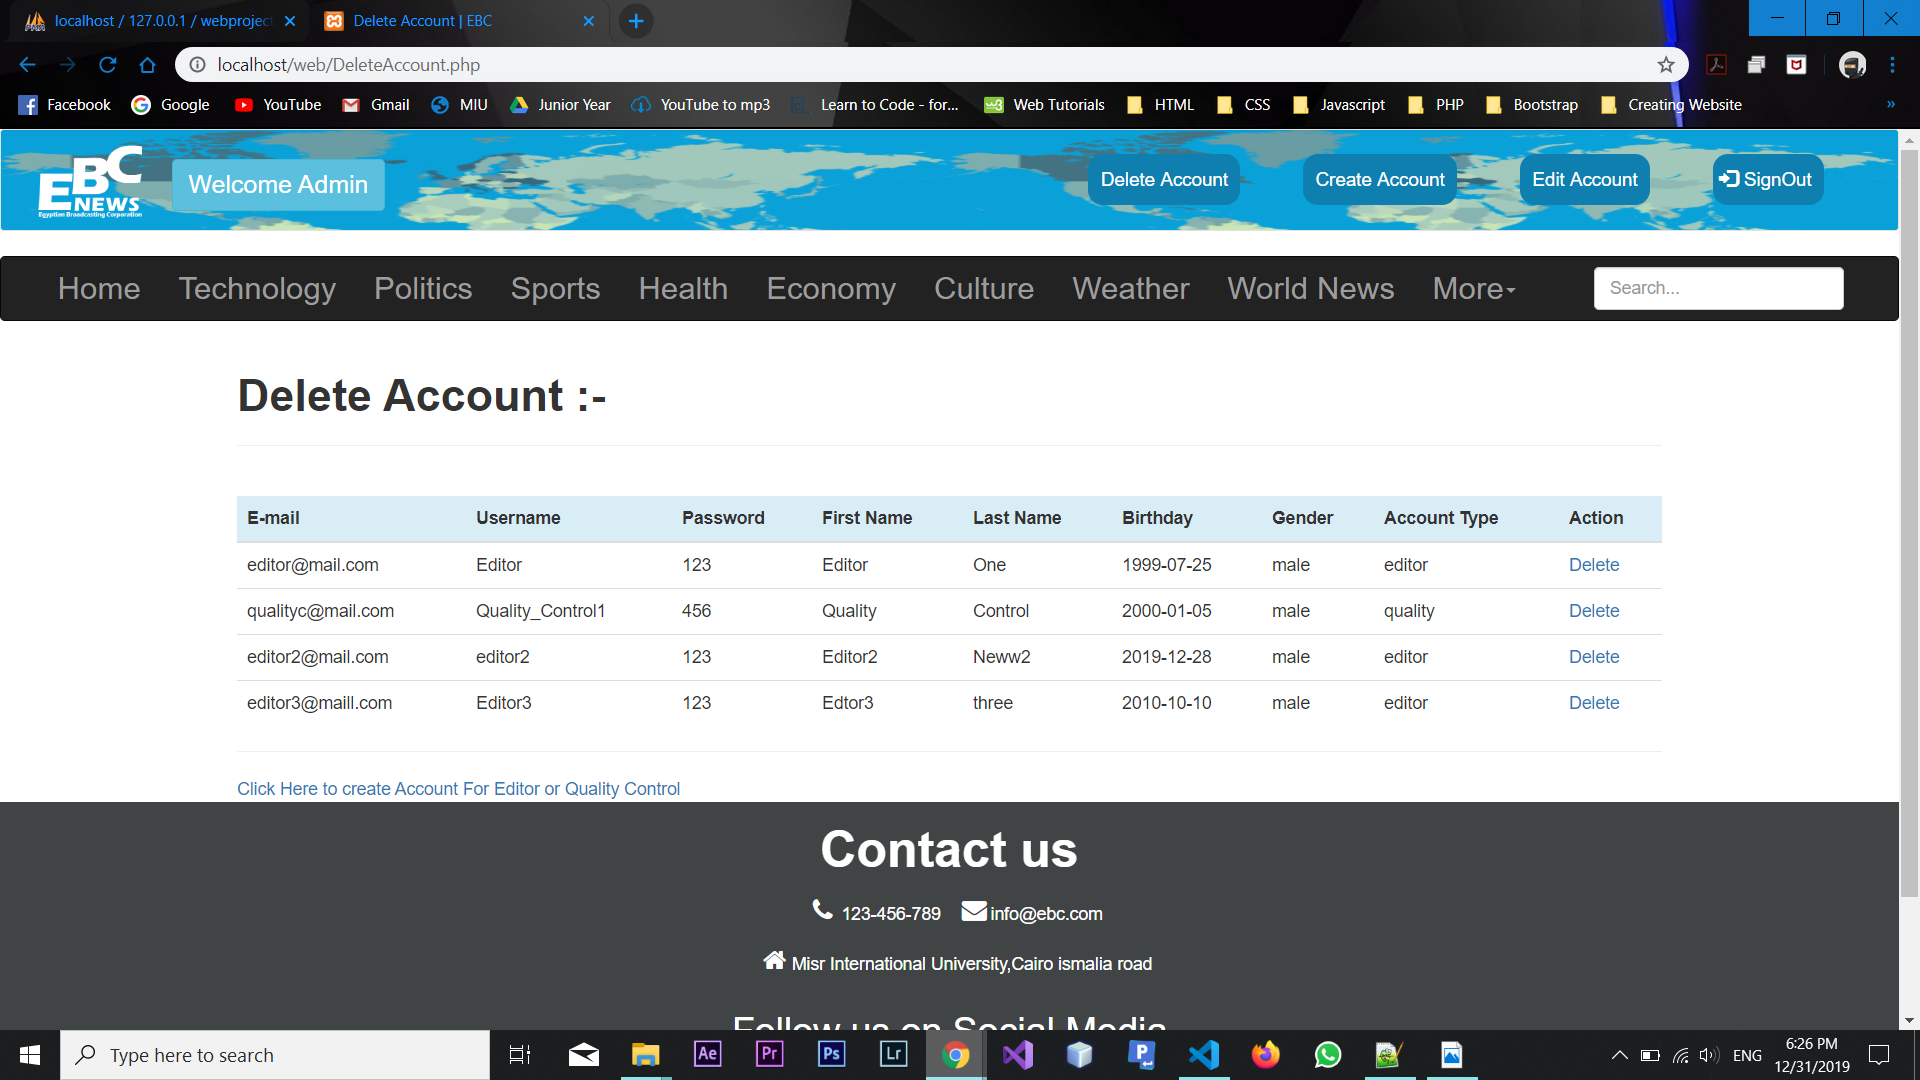 localhost / 127.0.0.1 / webproject
Delete Account | EBC
localhost/web/DeleteAccount.php
Facebook Google YouTube Gmail MIU Junior Year YouTube to mp3 Learn to Code - for... Web Tutorials HTML CSS Javascript PHP Bootstrap Creating Website »
EBC NEWS
Egyptian Broadcasting Corporation
Welcome Admin
Delete Account Create Account Edit Account SignOut
Home Technology Politics Sports Health Economy Culture Weather World News More Search...
Delete Account :-
E-mail Username Password First Name Last Name Birthday Gender Account Type Action
editor@mail.com Editor 123 Editor One 1999-07-25 male editor Delete
qualityc@mail.com Quality_Control1 456 Quality Control 2000-01-05 male quality Delete
editor2@mail.com editor2 123 Editor2 Neww2 2019-12-28 male editor Delete
editor3@maill.com Editor3 123 Edtor3 three 2010-10-10 male editor Delete
Click Here to create Account For Editor or Quality Control
Contact us
123-456-789 info@ebc.com
Misr International University,Cairo ismalia road
Follow us on Social Media
Type here to search
Ae Pr Ps Lr
ENG
6:26 PM
12/31/2019